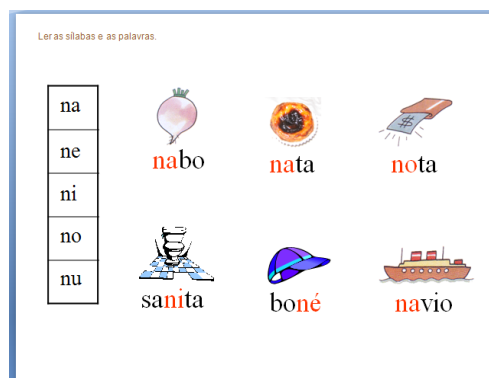 Ler as sílabas e as palavras.
na
ne
ni
no
nu
nabo
nata
nota
sanita
boné
navio